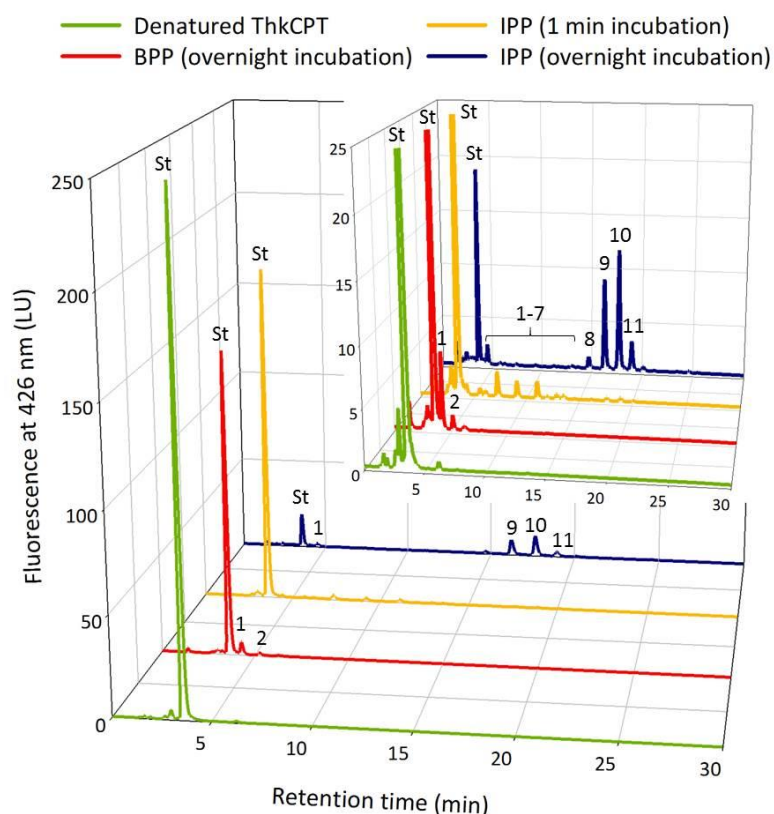 Denatured ThkCPT
IPP (1 min incubation)
BPP (overnight incubation)
IPP (overnight incubation)
St
St
St
St
25
20
15
10
5
0
1
2
1-7
8
9
10
11
5
10
15
20
25
30
250
200
150
100
50
0
St
St
St
St
1
9
10
11
1
2
5
10
15
20
25
30
Fluorescence at 426 nm (LU)
Retention time (min)